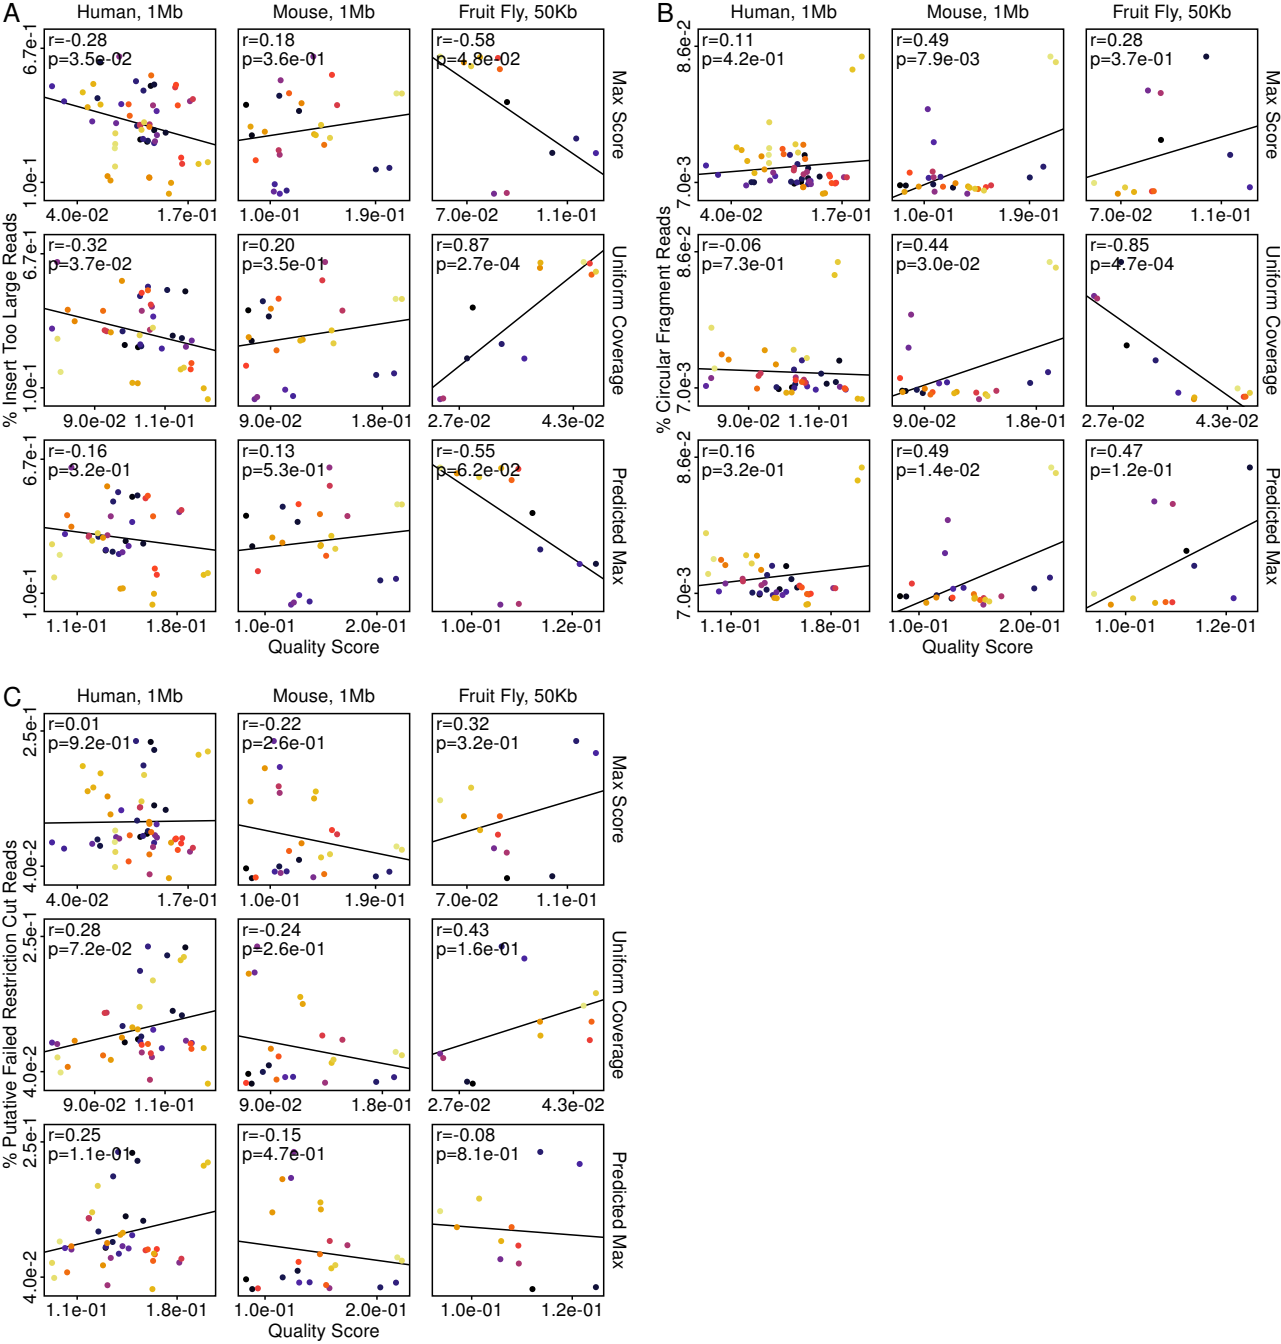 A
Human, 1Mb
Mouse, 1Mb
Fruit Fly, 50Kb
% Insert Too Large Reads
6.7e-1
1.0e-1
r=-0.28
p=3.5e-02
4.0e-02
1.7e-01
r=0.18
p=3.6e-01
1.0e-01
1.9e-01
r=-0.58
p=4.8e-02
7.0e-02
1.1e-01
Max Score
6.7e-1
1.0e-1
r=-0.32
p=3.7e-02
9.0e-02
1.1e-01
r=0.20
p=3.5e-01
9.0e-02
1.8e-01
r=0.87
p=2.7e-04
2.7e-02
4.3e-02
Uniform Coverage
6.7e-1
1.0e-1
r=-0.16
p=3.2e-01
1.1e-01
1.8e-01
r=0.13
p=5.3e-01
1.0e-01
2.0e-01
r=-0.55
p=6.2e-02
1.0e-01
1.2e-01
Predicted Max
Quality Score
B
Human, 1Mb
Mouse, 1Mb
Fruit Fly, 50Kb
% Circular Fragment Reads
8.6e-2
7.0e-3
r=0.11
p=4.2e-01
4.0e-02
1.7e-01
r=0.49
p=7.9e-03
1.0e-01
1.9e-01
r=0.28
p=3.7e-01
7.0e-02
1.1e-01
Max Score
8.6e-2
7.0e-3
r=-0.06
p=7.3e-01
9.0e-02
1.1e-01
r=0.44
p=3.0e-02
9.0e-02
1.8e-01
r=-0.85
p=4.7e-04
2.7e-02
4.3e-02
Uniform Coverage
8.6e-2
7.0e-3
r=0.16
p=3.2e-01
1.1e-01
1.8e-01
r=0.49
p=1.4e-02
1.0e-01
2.0e-01
r=0.47
p=1.2e-01
1.0e-01
1.2e-01
Predicted Max
Quality Score
C
Human, 1Mb
Mouse, 1Mb
Fruit Fly, 50Kb
% Putative Failed Restriction Cut Reads
2.5e-1
4.0e-2
r=0.01
p=9.2e-01
4.0e-02
1.7e-01
r=-0.22
p=2.6e-01
1.0e-01
1.9e-01
r=0.32
p=3.2e-01
7.0e-02
1.1e-01
Max Score
2.5e-1
4.0e-2
r=0.28
p=7.2e-02
9.0e-02
1.1e-01
r=-0.24
p=2.6e-01
9.0e-02
1.8e-01
r=0.43
p=1.6e-01
2.7e-02
4.3e-02
Uniform Coverage
2.5e-1
4.0e-2
r=0.25
p=1.1e-01
1.1e-01
1.8e-01
r=-0.15
p=4.7e-01
1.0e-01
2.0e-01
r=-0.08
p=8.1e-01
1.0e-01
1.2e-01
Predicted Max
Quality Score